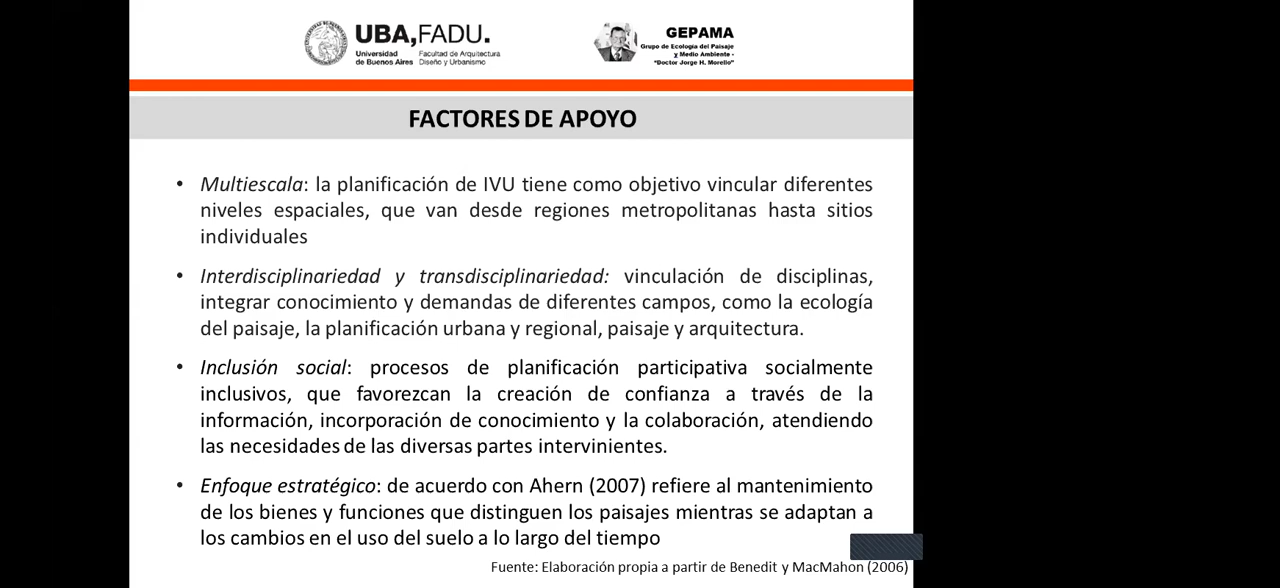 UBA,FADU.
Universidad
de Buenos Aires
Facultad de Arquitectura
Diseño y Urbanismo
GEPAMA
Grupo de Ecología del Paisaje
y Medio Ambiente -
"Doctor Jorge H. Morello"
FACTORES DE APOYO
• Multiescala: la planificación de IVU tiene como objetivo vincular diferentes
niveles espaciales, que van desde regiones metropolitanas hasta sitios
individuales
• Interdisciplinariedad y transdisciplinariedad: vinculación de disciplinas,
integrar conocimiento y demandas de diferentes campos, como la ecología
del paisaje, la planificación urbana y regional, paisaje y arquitectura.
• Inclusión social: procesos de planificación participativa socialmente
inclusivos, que favorezcan la creación de confianza a través de la
información, incorporación de conocimiento y la colaboración, atendiendo
las necesidades de las diversas partes intervinientes.
• Enfoque estratégico: de acuerdo con Ahern (2007) refiere al mantenimiento
de los bienes y funciones que distinguen los paisajes mientras se adaptan a
los cambios en el uso del suelo a lo largo del tiempo
Fuente: Elaboración propia a partir de Benedit y MacMahon (2006)